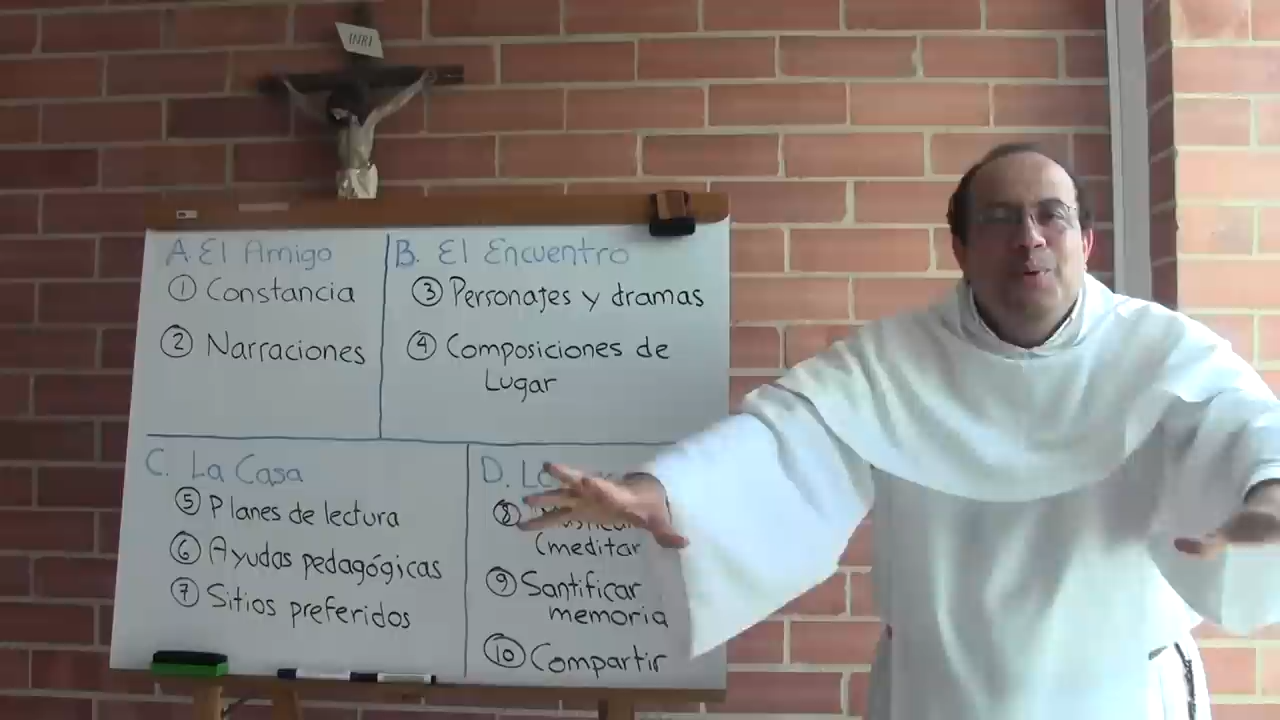 INRI
A. El Amigo
① Constancia
② Narraciones
B. El Encuentro
③ Personajes y dramas
④ Composiciones de
Lugar
C. La Casa
⑤ Planes de lectura
⑥ Ayudas pedagógicas
⑦ Sitios preferidos
D.
⑧
(meditar
⑨ Santificar
memoria
⑩ Compartir